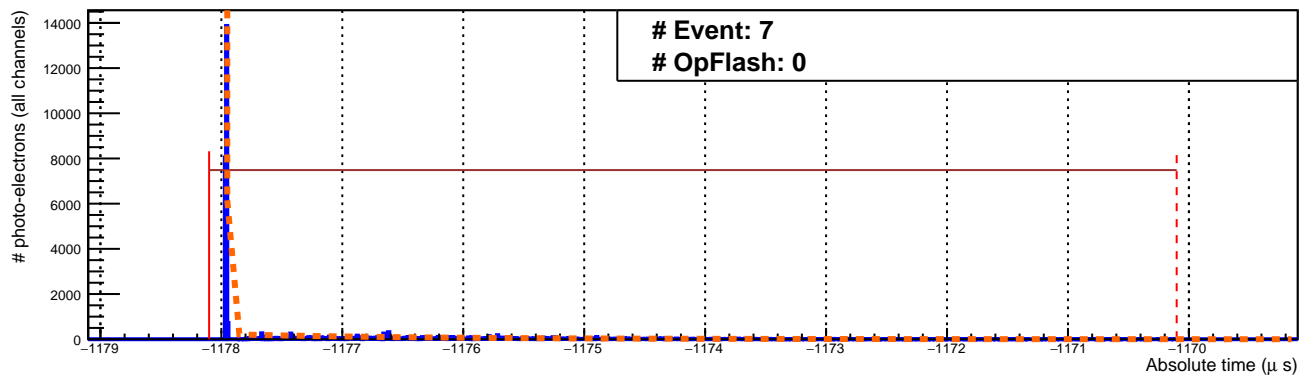 # Event: 7
# OpFlash: 0
# photo-electrons (all channels)
14000
12000
10000
8000
6000
4000
2000
0
−1179 −1178 −1177 −1176 −1175 −1174 −1173 −1172 −1171 −1170
Absolute time (μ s)